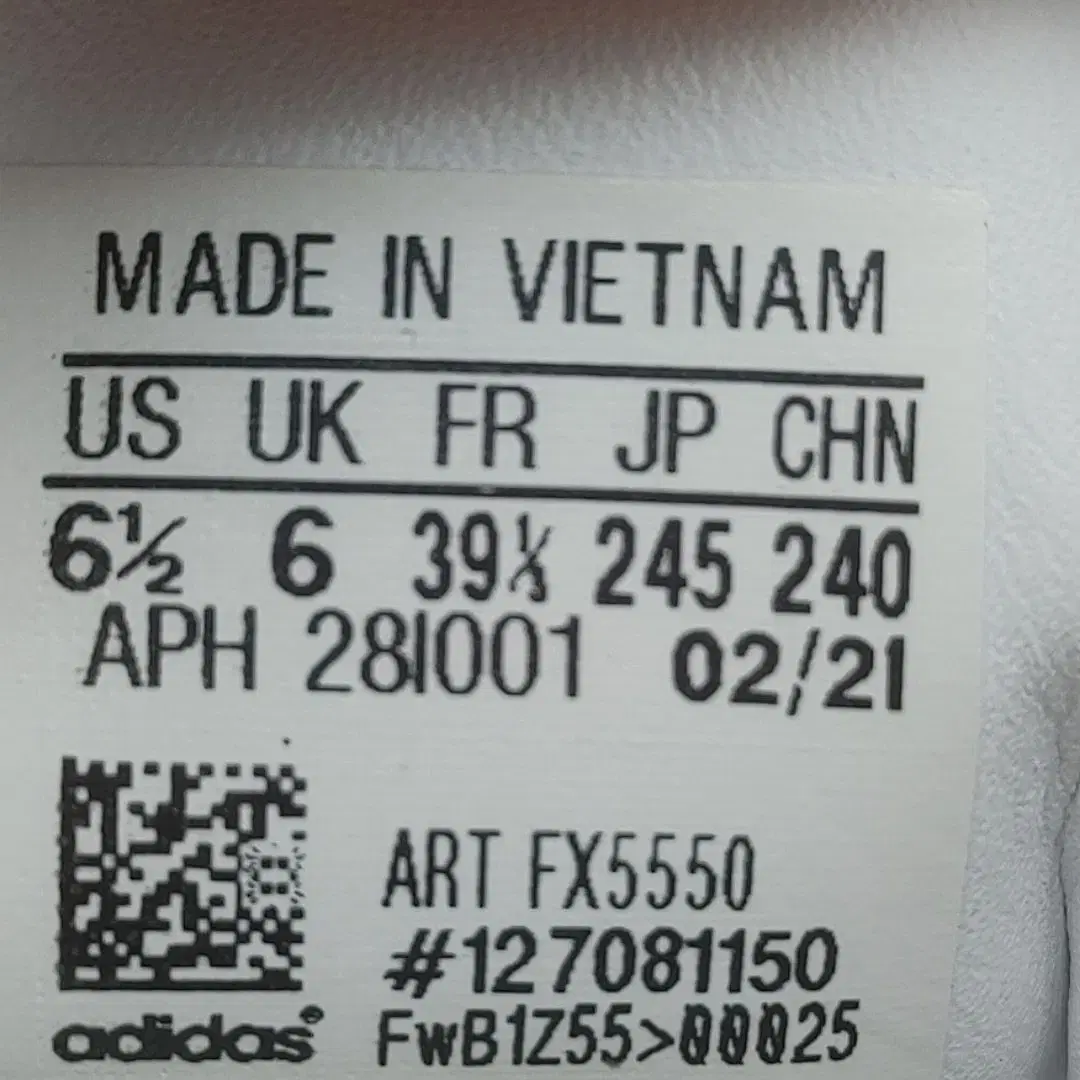 MADE IN VIETNAM
US UK FR JP CHN
6½ 6 39⅓ 245 240
APH 28I001 02/21
ART FX5550
#127081150
adidas® FwB1Z55>00025